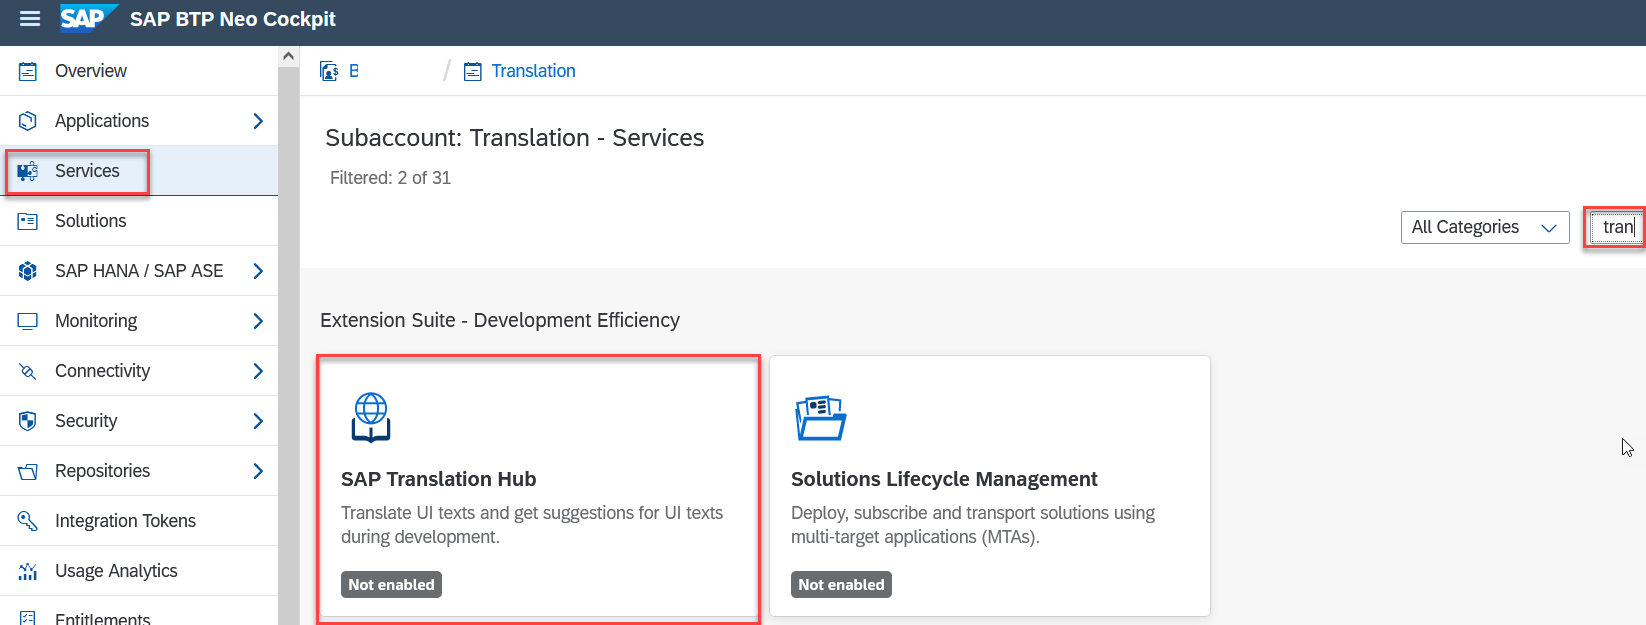 SAP SAP BTP Neo Cockpit
Overview
Applications
Services
Solutions
SAP HANA / SAP ASE
Monitoring
Connectivity
Security
Repositories
Integration Tokens
Usage Analytics
Entitlements
B / Translation
Subaccount: Translation - Services
Filtered: 2 of 31
All Categories
tran
Extension Suite - Development Efficiency
SAP Translation Hub
Translate UI texts and get suggestions for UI texts
during development.
Not enabled
Solutions Lifecycle Management
Deploy, subscribe and transport solutions using
multi-target applications (MTAs).
Not enabled